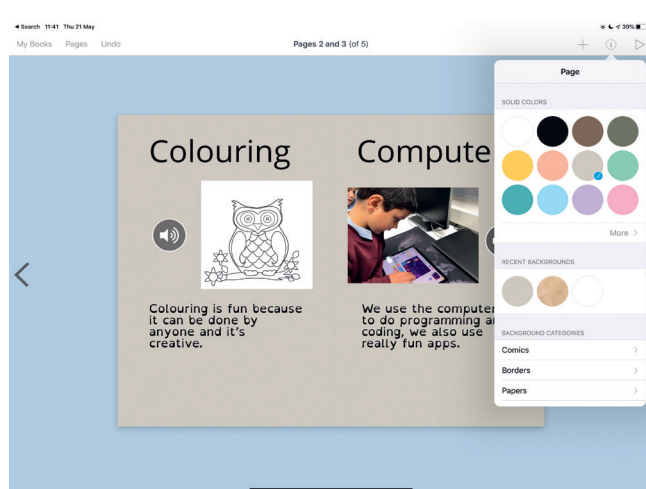 ◀ Search 11:41 Thu 21 May
39%
My Books Pages Undo
Pages 2 and 3 (of 5)
Page
SOLID COLORS
More >
RECENT BACKGROUNDS
BACKGROUND CATEGORIES
Comics >
Borders >
Papers >
Colouring
Colouring is fun because
it can be done by
anyone and it's
creative.
Compute
We use the computer
to do programming a
coding, we also use
really fun apps.